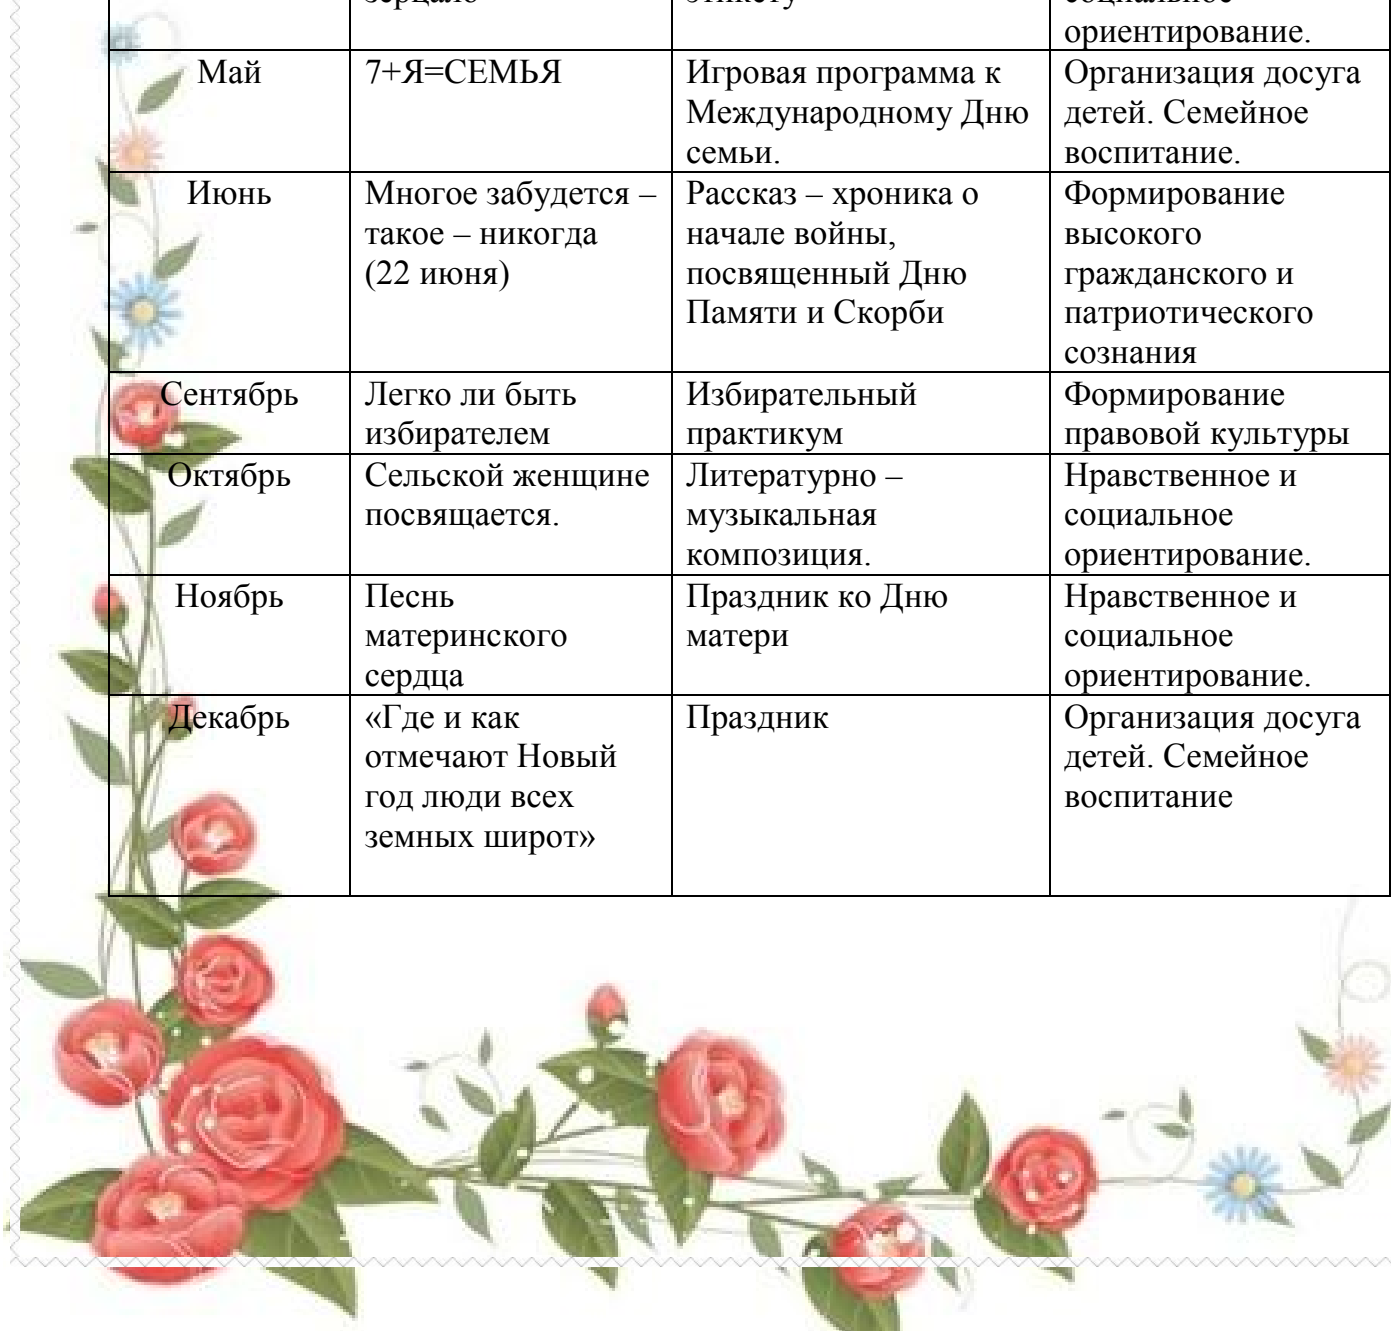 ориентирование.
Май
7+Я=СЕМЬЯ
Игровая программа к
Международному Дню
семьи.
Организация досуга
детей. Семейное
воспитание.
Июнь
Многое забудется –
такое – никогда
(22 июня)
Рассказ – хроника о
начале войны,
посвященный Дню
Памяти и Скорби
Формирование
высокого
гражданского и
патриотического
сознания
Сентябрь
Легко ли быть
избирателем
Избирательный
практикум
Формирование
правовой культуры
Октябрь
Сельской женщине
посвящается.
Литературно –
музыкальная
композиция.
Нравственное и
социальное
ориентирование.
Ноябрь
Песнь
материнского
сердца
Праздник ко Дню
матери
Нравственное и
социальное
ориентирование.
Декабрь
«Где и как
отмечают Новый
год люди всех
земных широт»
Праздник
Организация досуга
детей. Семейное
воспитание